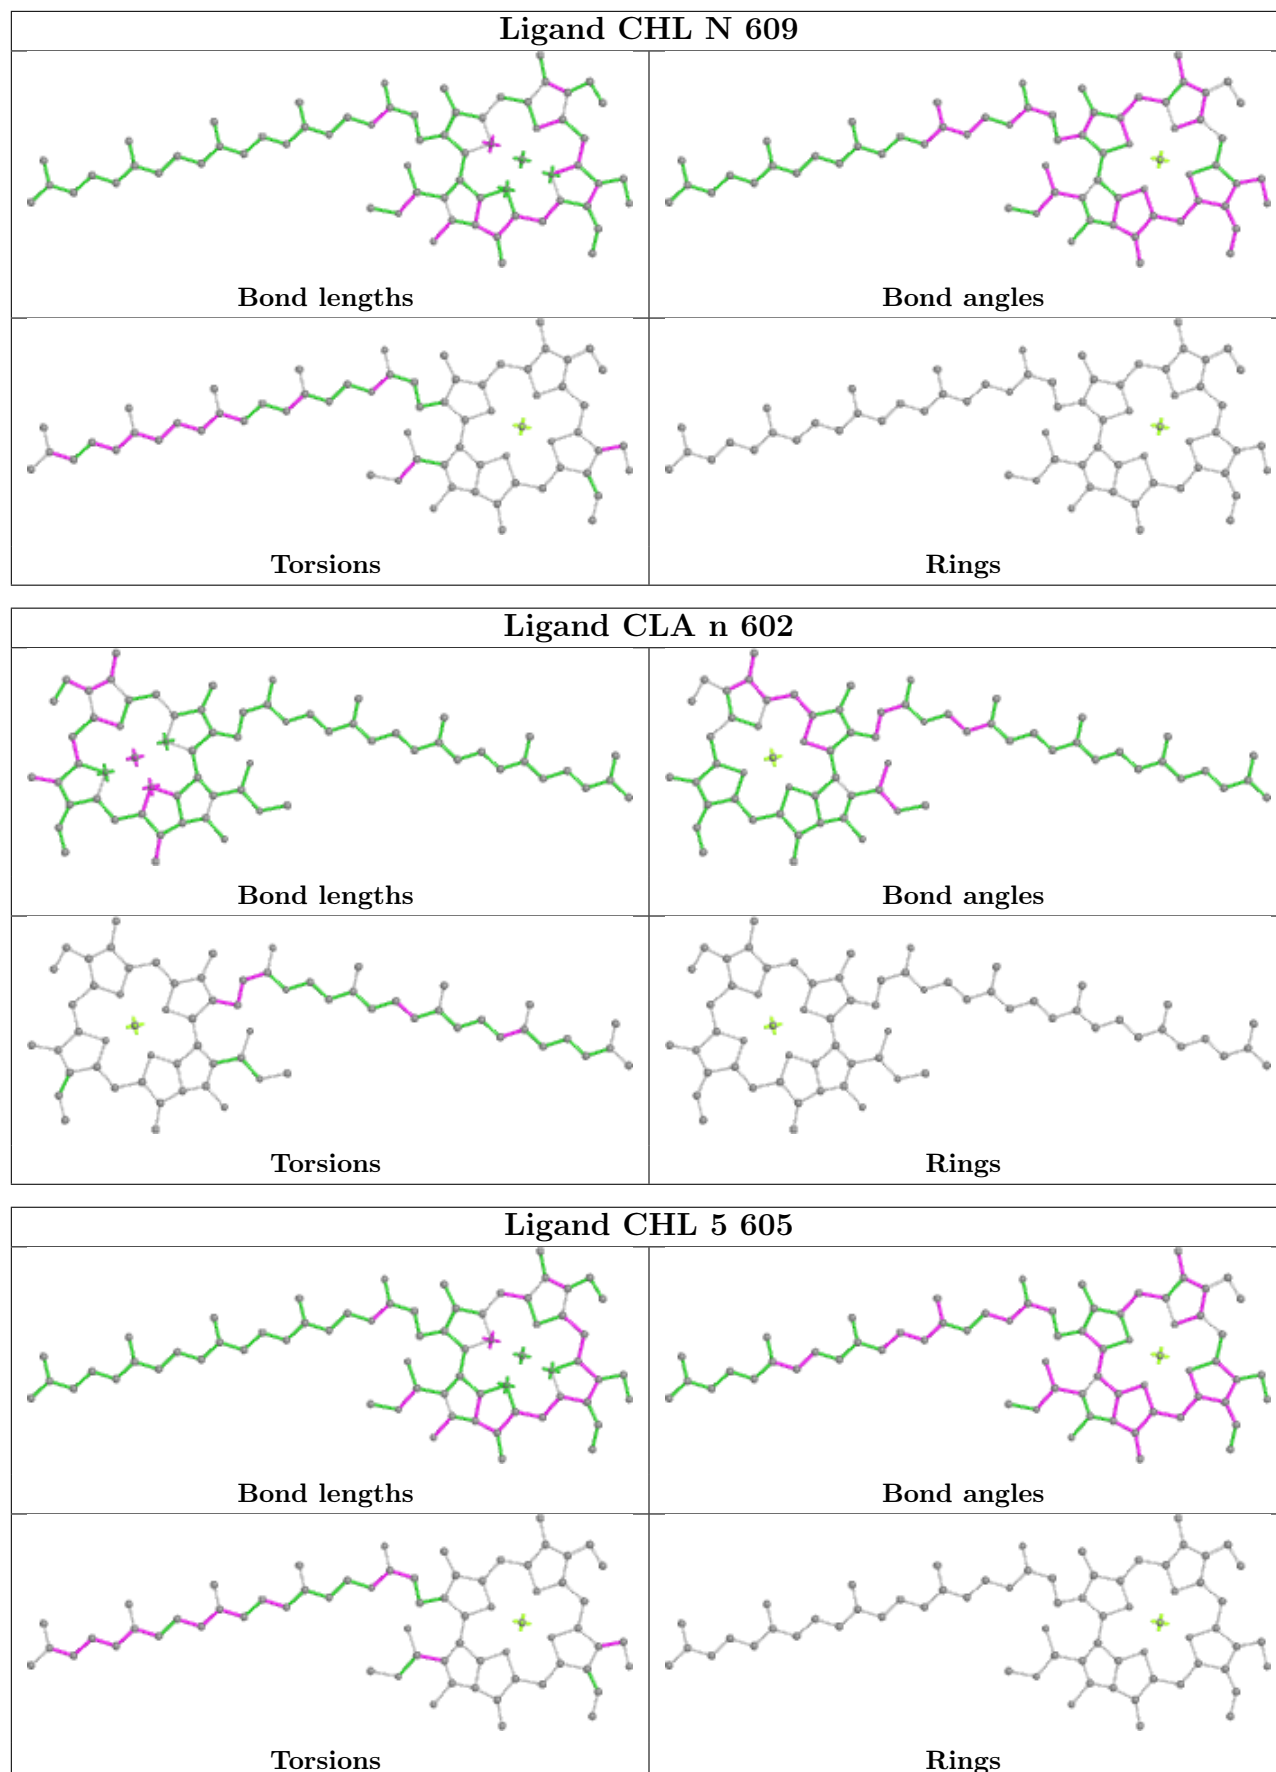 Ligand CHL N 609
Bond lengths
Bond angles
Torsions
Rings
Ligand CLA n 602
Bond lengths
Bond angles
Torsions
Rings
Ligand CHL 5 605
Bond lengths
Bond angles
Torsions
Rings